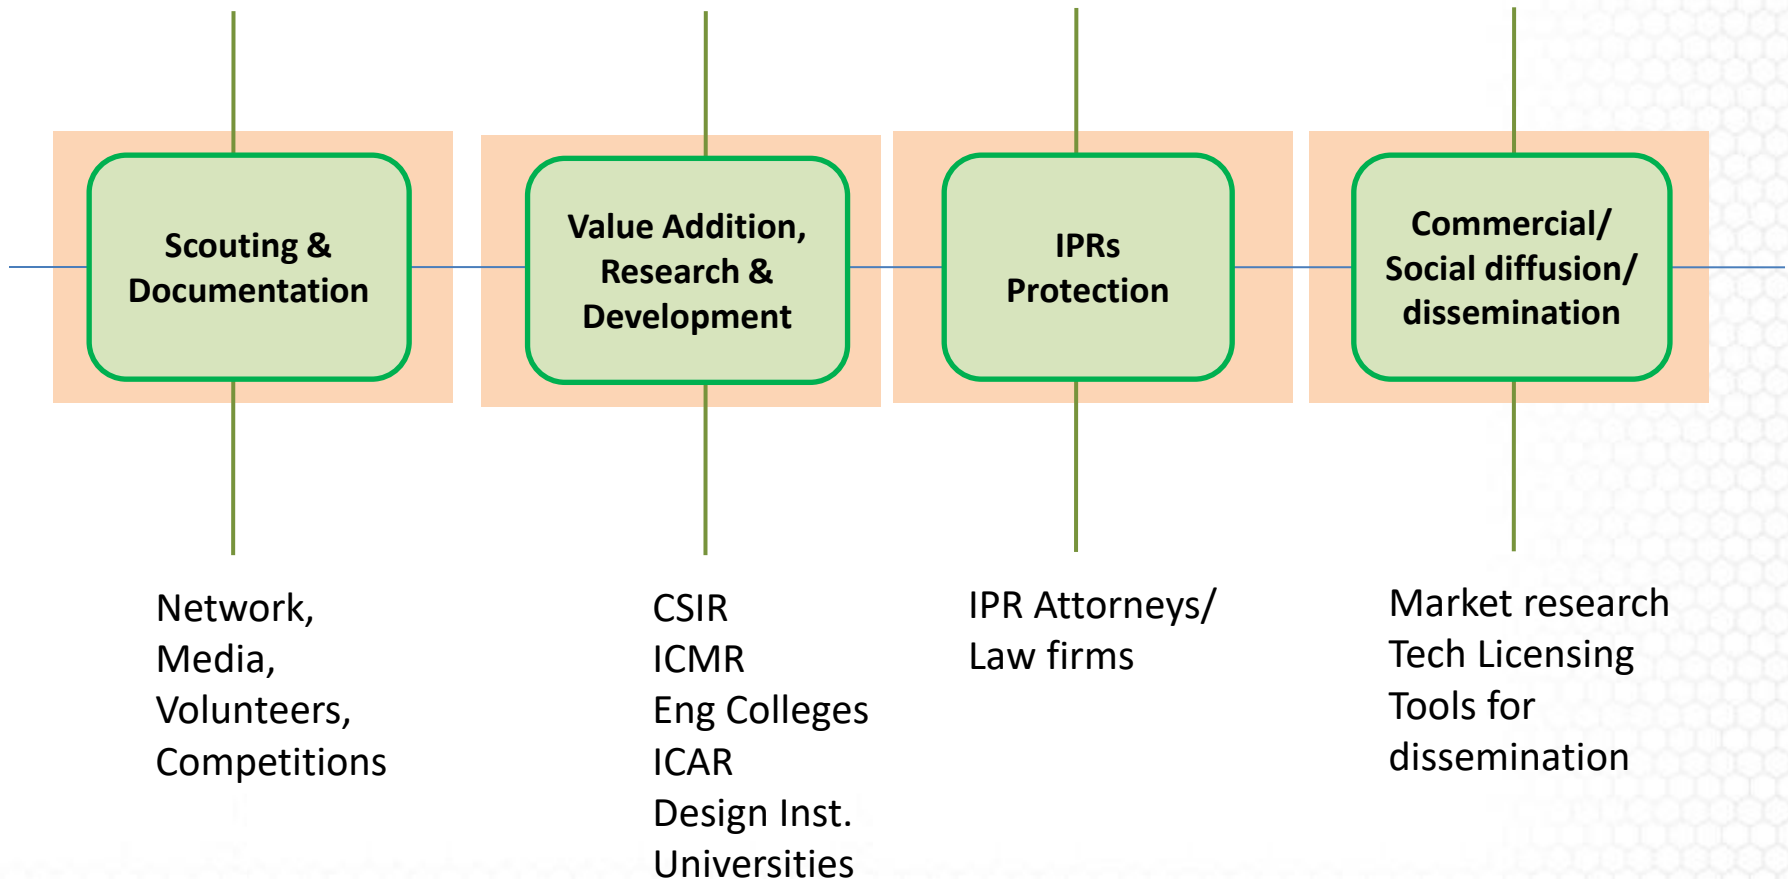 Scouting &
Documentation
Value Addition,
Research &
Development
IPRs
Protection
Commercial/
Social diffusion/
dissemination
Network,
Media,
Volunteers,
Competitions
CSIR
ICMR
Eng Colleges
ICAR
Design Inst.
Universities
IPR Attorneys/
Law firms
Market research
Tech Licensing
Tools for
dissemination